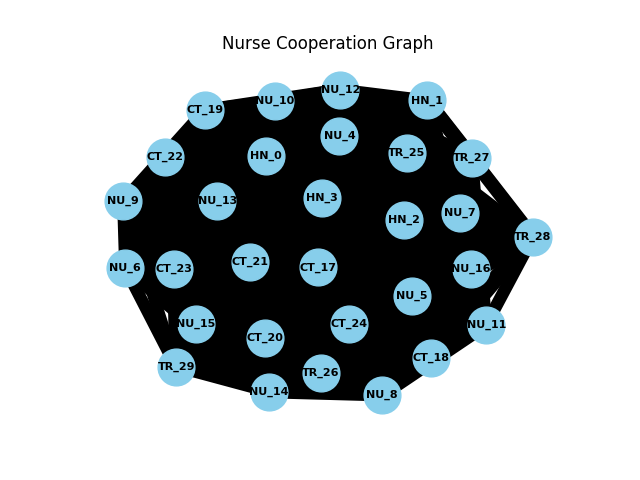 Nurse Cooperation Graph
NU_12
HN_1
NU_10
CT_19
NU_4
TR_25
HN_0
CT_22
TR_27
HN_3
NU_13
NU_9
NU_7
HN_2
TR_28
CT_21
CT_17
NU_6
CT_23
NU_16
NU_5
NU_15
CT_24
NU_11
CT_20
CT_18
TR_29
TR_26
NU_14
NU_8